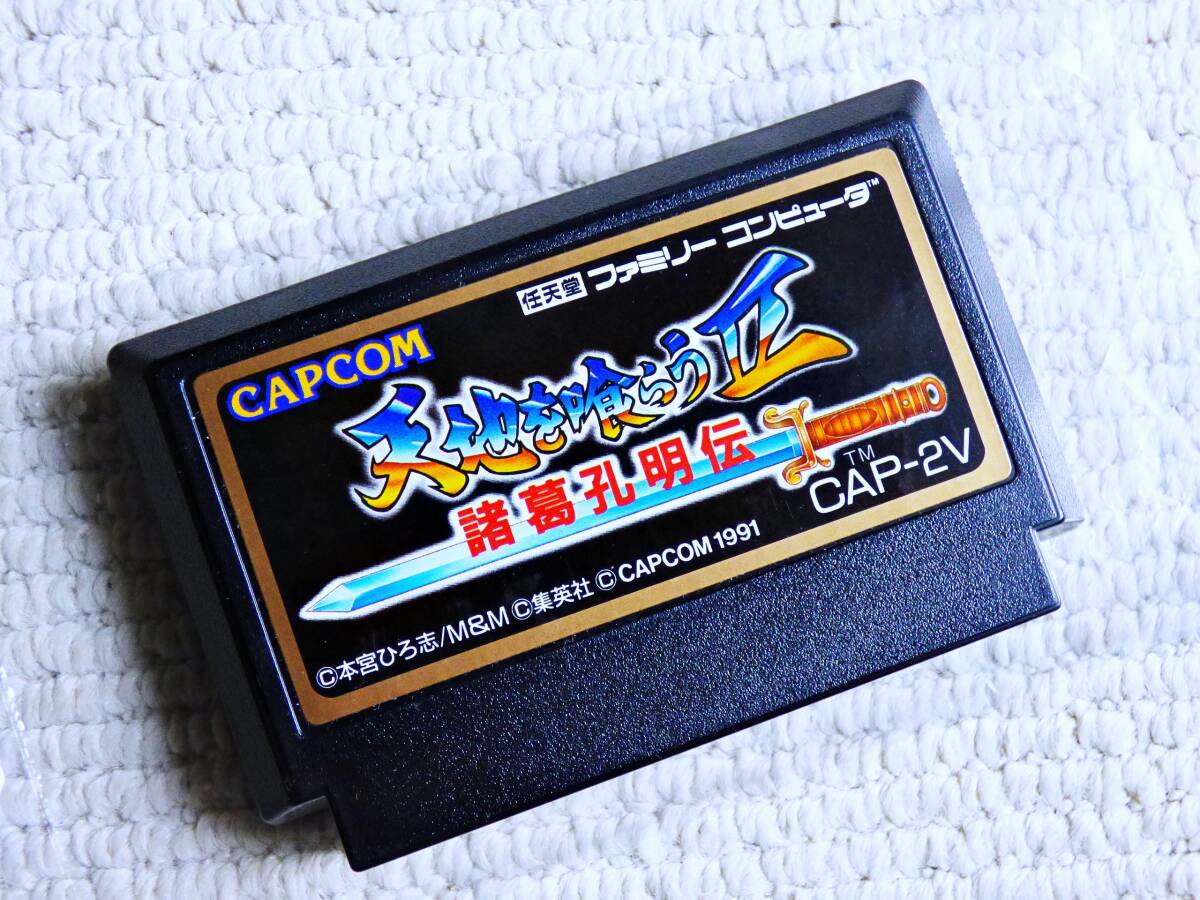 任天堂 ファミリー コンピュータ™
CAPCOM
天地を喰らうII
諸葛孔明伝
TM
CAP-2V
©本宮ひろ志/M&M ©集英社 © CAPCOM 1991